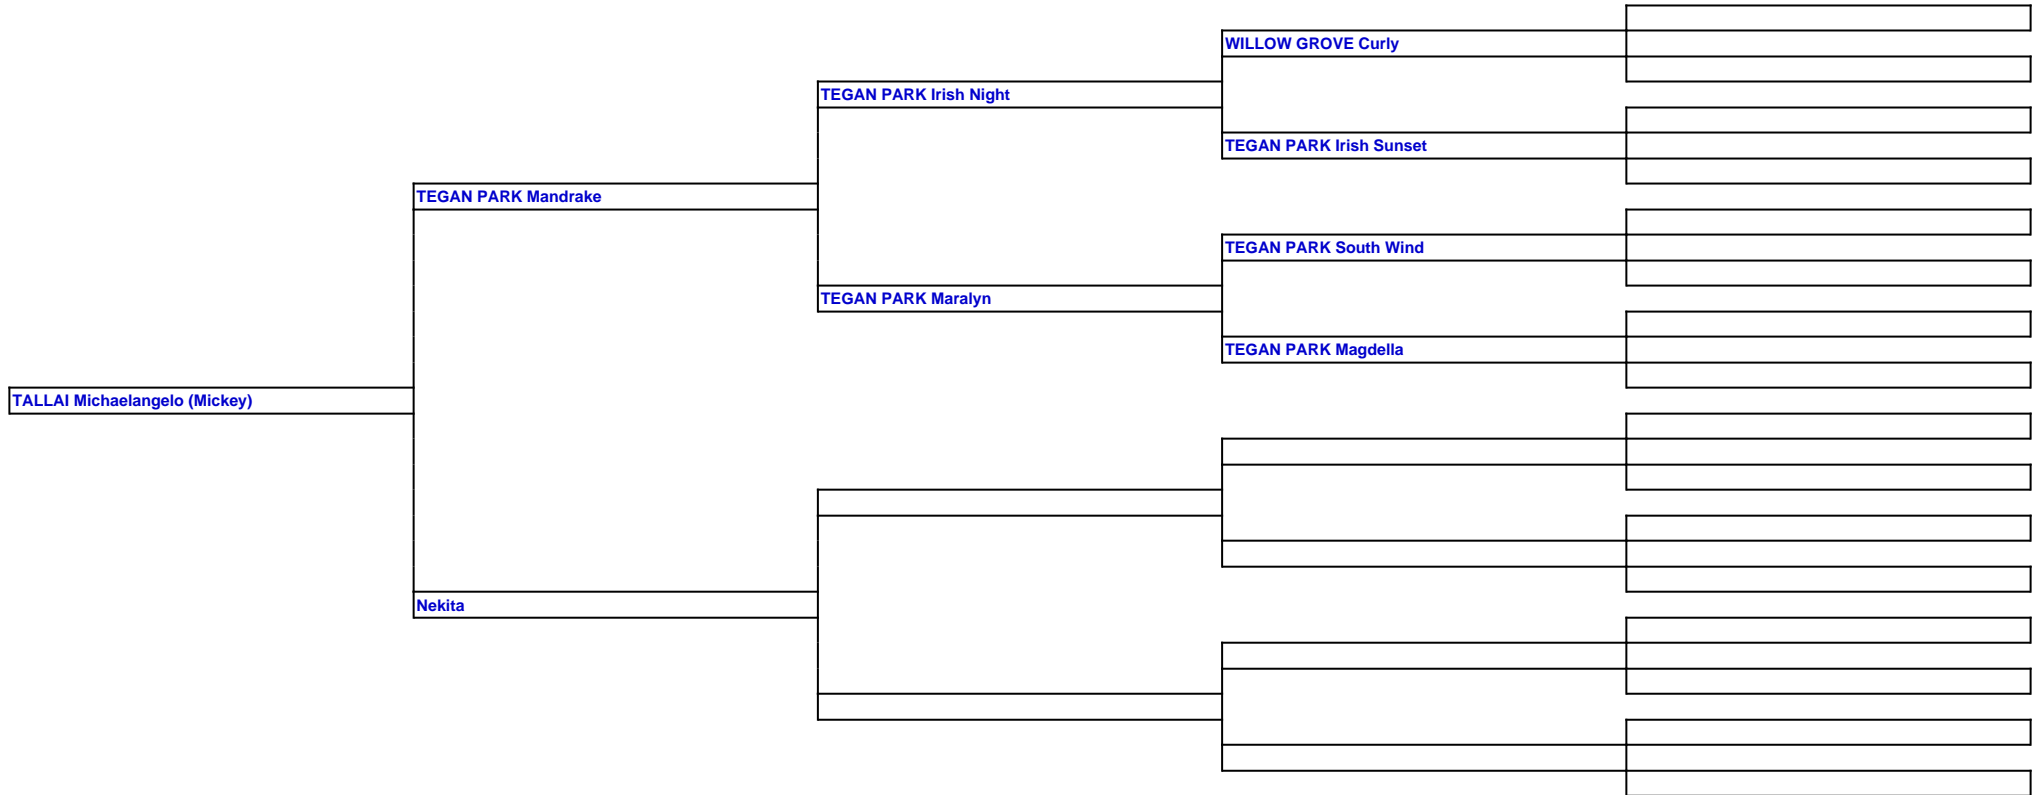 WILLOW GROVE Curly
TEGAN PARK Irish Night
TEGAN PARK Irish Sunset
TEGAN PARK Mandrake
TEGAN PARK South Wind
TEGAN PARK Maralyn
TEGAN PARK Magdella
TALLAI Michaelangelo (Mickey)
Nekita